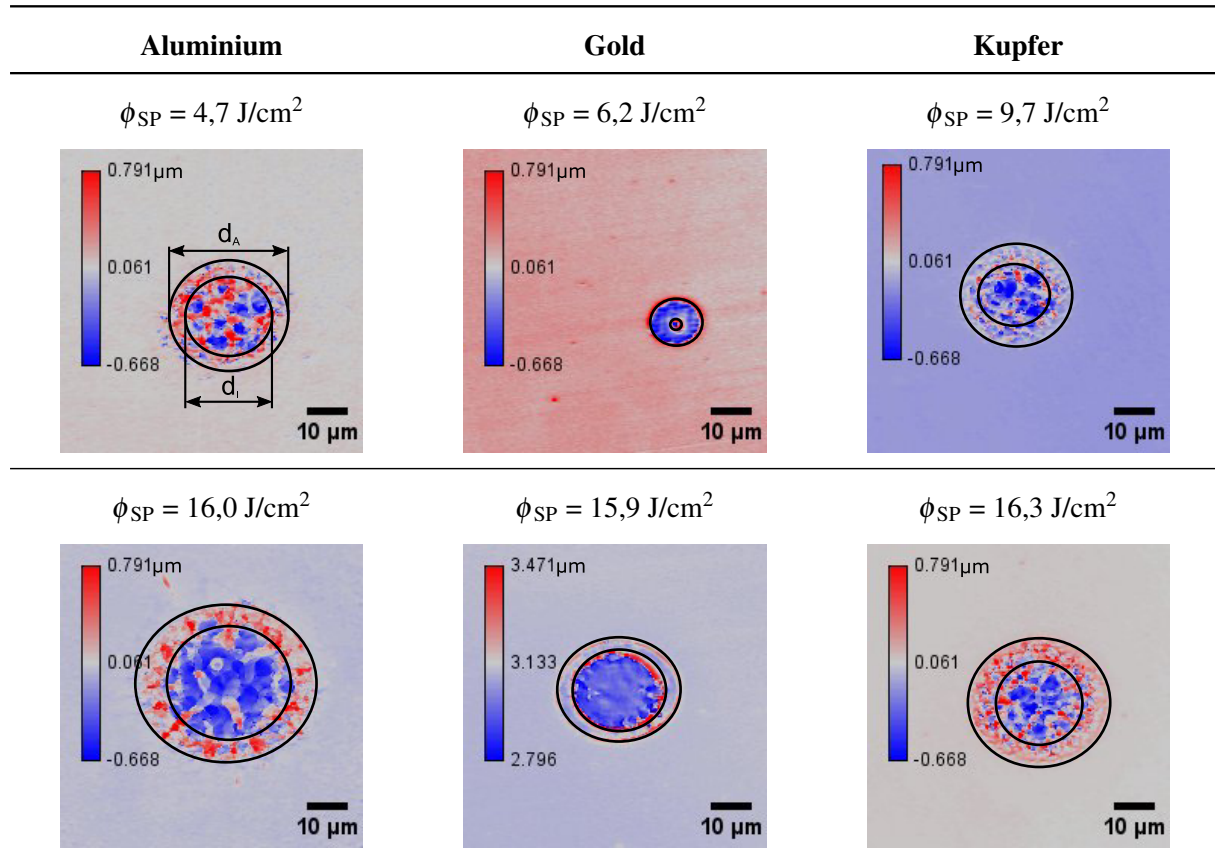 Aluminium Gold Kupfer
ϕSP = 4,7 J/cm² ϕSP = 6,2 J/cm² ϕSP = 9,7 J/cm²
0.791µm 0.791µm 0.791µm
dA
0.061 0.061 0.061
-0.668 -0.668 -0.668
dI
10 µm 10 µm 10 µm
ϕSP = 16,0 J/cm² ϕSP = 15,9 J/cm² ϕSP = 16,3 J/cm²
0.791µm 3.471µm 0.791µm
0.061 3.133 0.061
-0.668 2.796 -0.668
10 µm 10 µm 10 µm